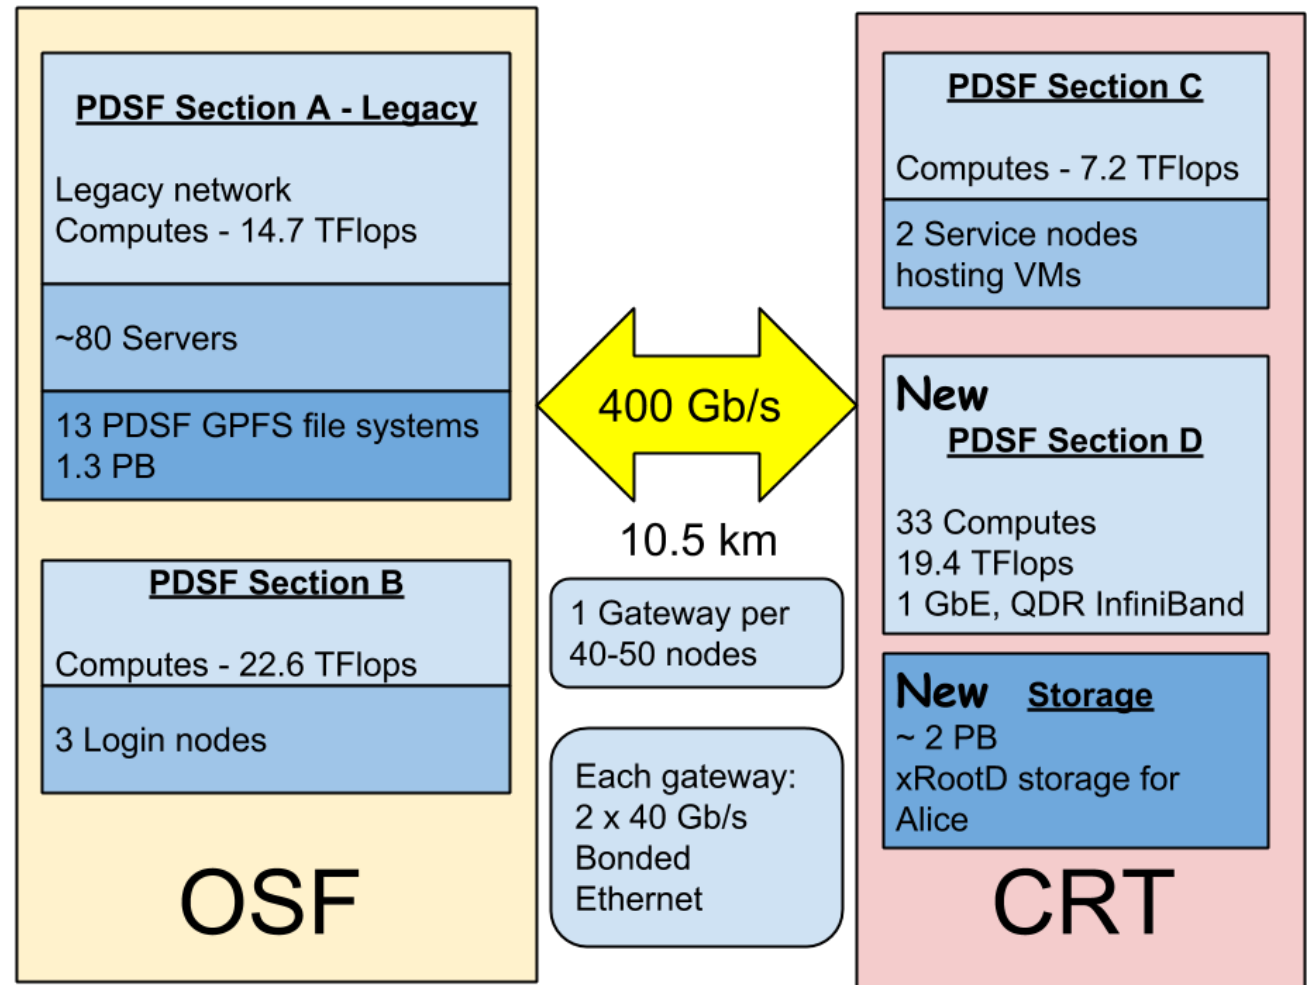 PDSF Section A - Legacy
Legacy network
Computes - 14.7 TFlops
~80 Servers
13 PDSF GPFS file systems
1.3 PB
PDSF Section B
Computes - 22.6 TFlops
3 Login nodes
OSF
400 Gb/s
10.5 km
1 Gateway per
40-50 nodes
Each gateway:
2 x 40 Gb/s
Bonded
Ethernet
PDSF Section C
Computes - 7.2 TFlops
2 Service nodes
hosting VMs
New
PDSF Section D
33 Computes
19.4 TFlops
1 GbE, QDR InfiniBand
New Storage
~ 2 PB
xRootD storage for
Alice
CRT